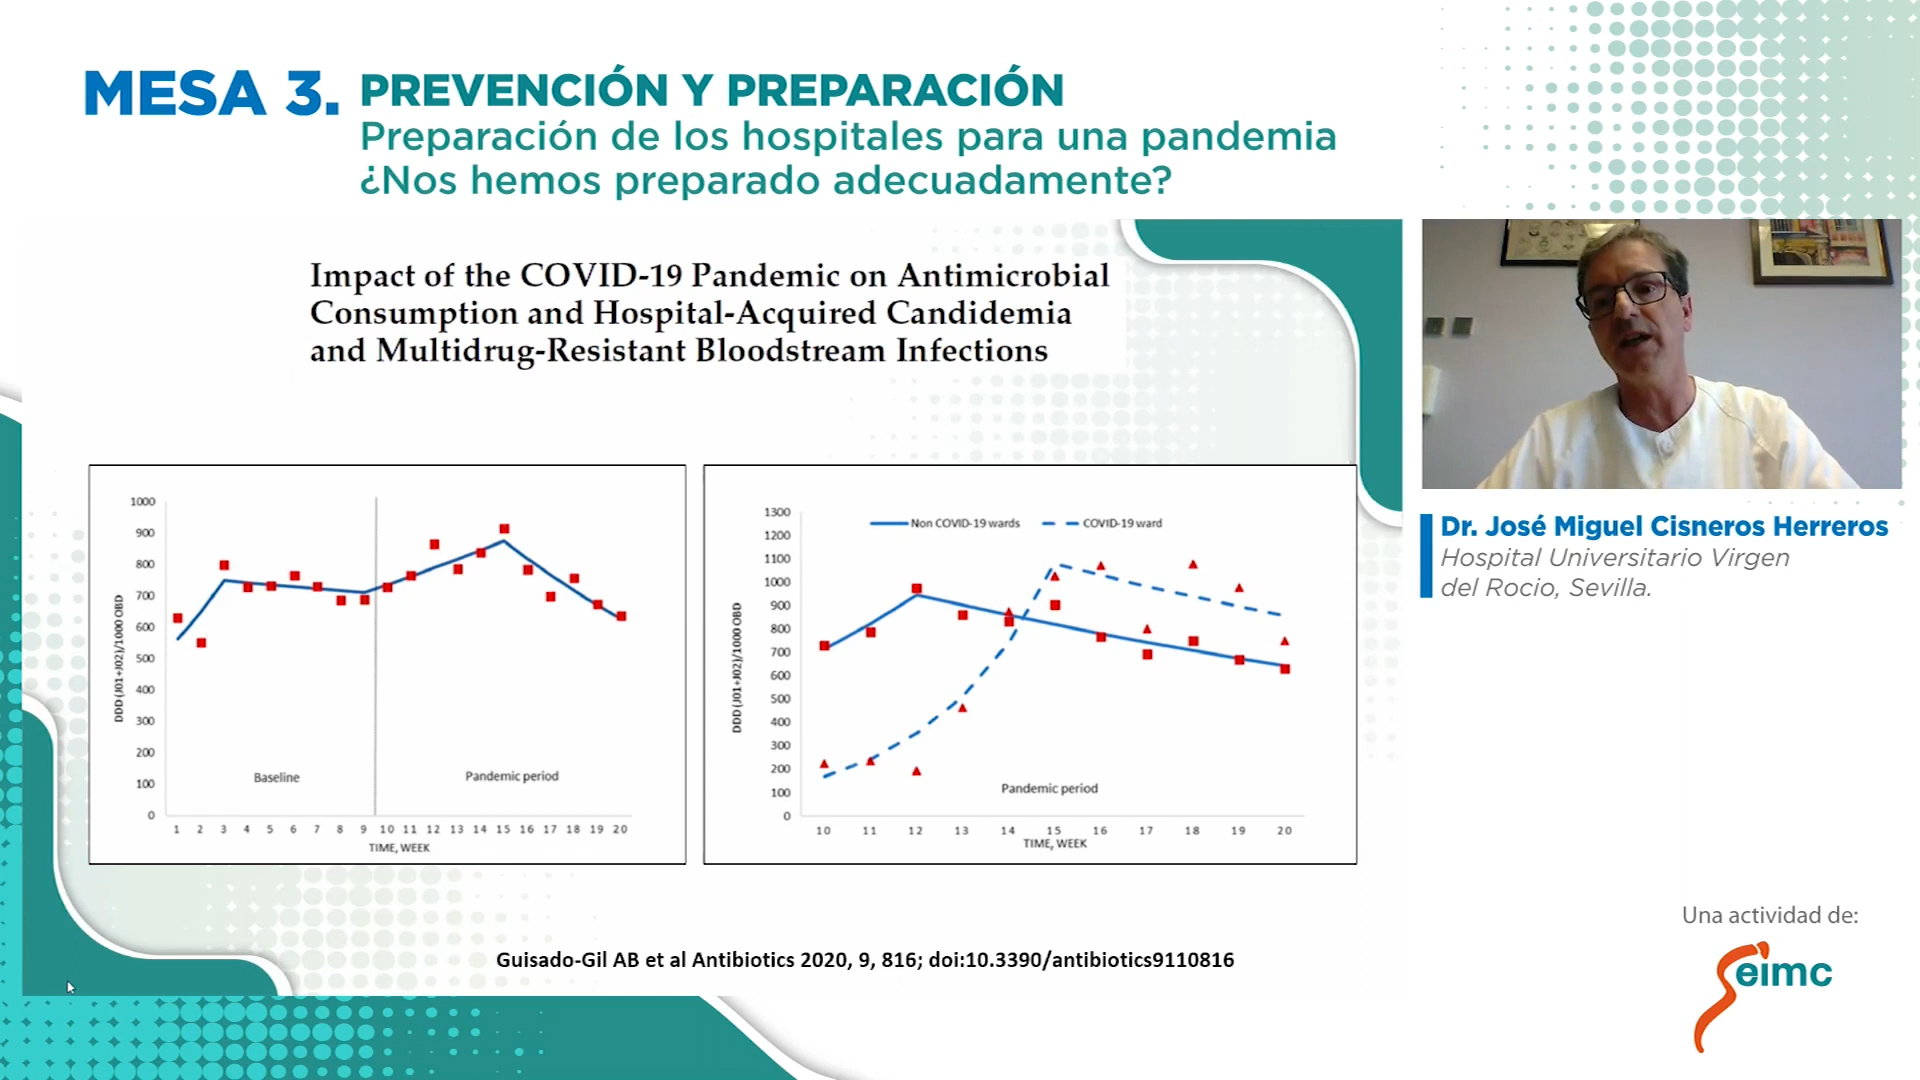 MESA 3. PREVENCIÓN Y PREPARACIÓN
Preparación de los hospitales para una pandemia
¿Nos hemos preparado adecuadamente?
Impact of the COVID-19 Pandemic on Antimicrobial
Consumption and Hospital-Acquired Candidemia
and Multidrug-Resistant Bloodstream Infections
DDD (J01+J02)/1000 OBD
1000
900
800
700
600
500
400
300
200
100
0
Baseline
Pandemic period
1 2 3 4 5 6 7 8 9 10 11 12 13 14 15 16 17 18 19 20
TIME, WEEK
DDD (J01+J02)/1000 OBD
1300
1200
1100
1000
900
800
700
600
500
400
300
200
100
0
Non COVID-19 wards
COVID-19 ward
Pandemic period
10 11 12 13 14 15 16 17 18 19 20
TIME, WEEK
Guisado-Gil AB et al Antibiotics 2020, 9, 816; doi:10.3390/antibiotics9110816
Dr. José Miguel Cisneros Herreros
Hospital Universitario Virgen
del Rocio, Sevilla.
Una actividad de:
Seimc